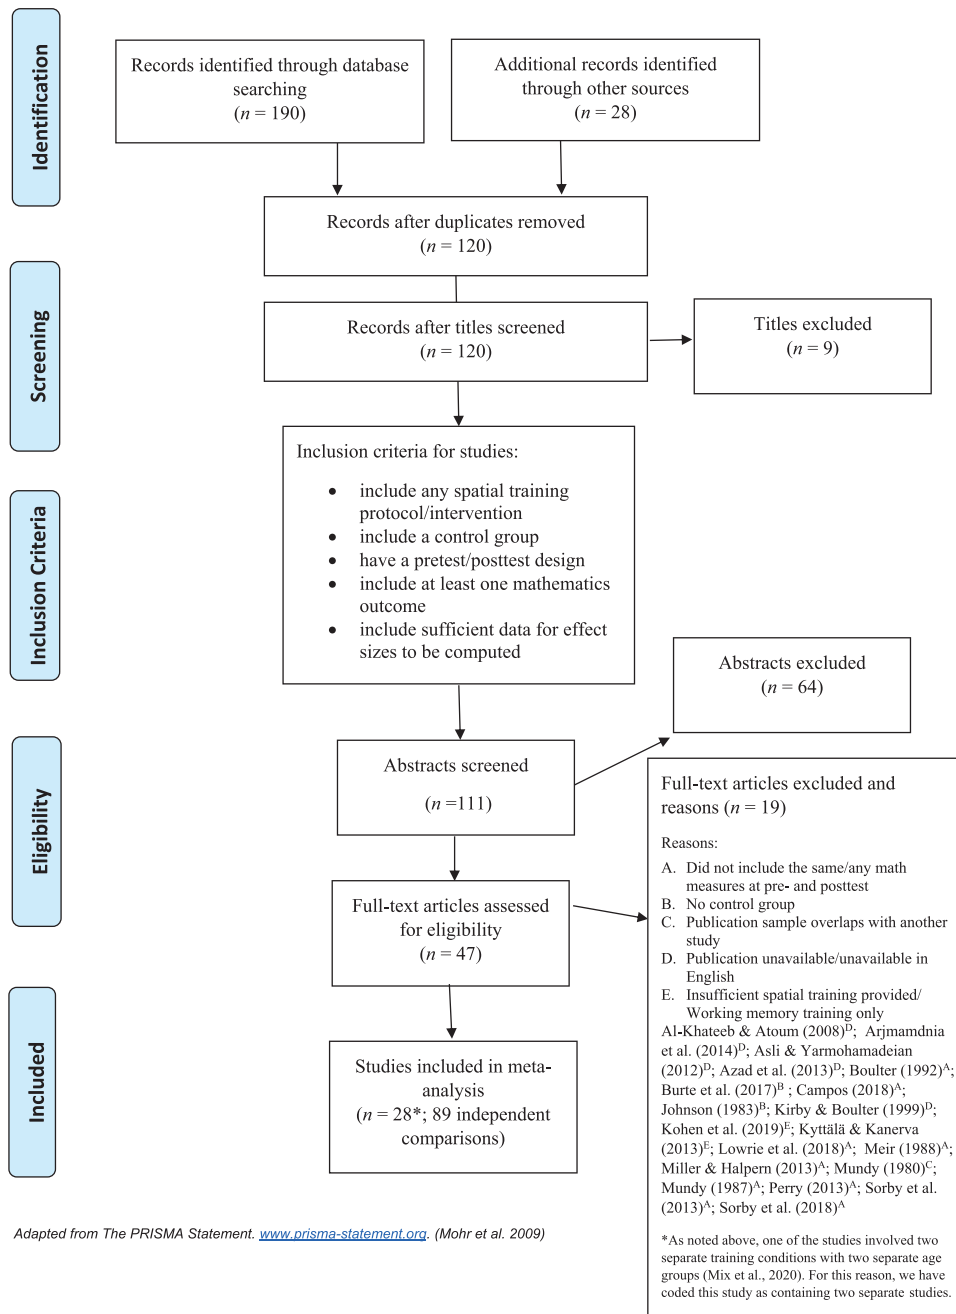 Identification
Records identified through database
searching
(n = 190)
Additional records identified
through other sources
(n = 28)
Records after duplicates removed
(n = 120)
Screening
Records after titles screened
(n = 120)
Titles excluded
(n = 9)
Inclusion Criteria
Inclusion criteria for studies:
• include any spatial training
protocol/intervention
• include a control group
• have a pretest/posttest design
• include at least one mathematics
outcome
• include sufficient data for effect
sizes to be computed
Abstracts excluded
(n = 64)
Eligibility
Abstracts screened
(n =111)
Full-text articles assessed
for eligibility
(n = 47)
Full-text articles excluded and
reasons (n = 19)
Reasons:
A. Did not include the same/any math
measures at pre- and posttest
B. No control group
C. Publication sample overlaps with another
study
D. Publication unavailable/unavailable in
English
E. Insufficient spatial training provided/
Working memory training only
Al-Khateeb & Atoum (2008)D; Arjmamdnia
et al. (2014)D; Asli & Yarmohamadeian
(2012)D; Azad et al. (2013)D; Boulter (1992)A;
Burte et al. (2017)B ; Campos (2018)A;
Johnson (1983)B; Kirby & Boulter (1999)D;
Kohen et al. (2019)E; Kyttälä & Kanerva
(2013)E; Lowrie et al. (2018)A; Meir (1988)A;
Miller & Halpern (2013)A; Mundy (1980)C;
Mundy (1987)A; Perry (2013)A; Sorby et al.
(2013)A; Sorby et al. (2018)A
*As noted above, one of the studies involved two
separate training conditions with two separate age
groups (Mix et al., 2020). For this reason, we have
coded this study as containing two separate studies.
Included
Studies included in meta-
analysis
(n = 28*; 89 independent
comparisons)
Adapted from The PRISMA Statement. www.prisma-statement.org. (Mohr et al. 2009)